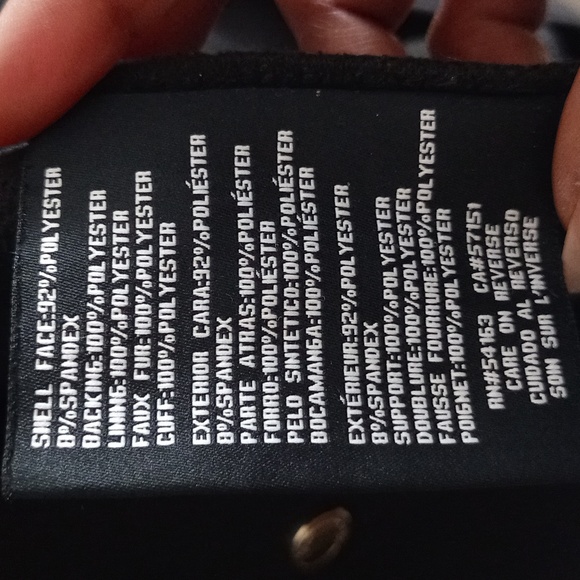 SHELL FACE:92%POLYESTER
8%SPANDEX
BACKING:100%POLYESTER
LINING:100%POLYESTER
FAUX FUR:100%POLYESTER
CUFF:100%POLYESTER
EXTERIOR CARA:92%POLIÉSTER
8%SPANDEX
PARTE ATRAS:100%POLIÉSTER
FORRO:100%POLIÉSTER
PELO SINTETICO:100%POLIÉSTER
BOCAMANGA:100%POLIÉSTER
EXTÉRIEUR:92%POLYESTER
8%SPANDEX
SUPPORT:100%POLYESTER
DOUBLURE:100%POLYESTER
FAUSSE FOURRIURE:100%POLYESTER
POIGNET:100%POLYESTER
RN#54163 CA#57151
CARE ON REVERSE
CUIDADO AL REVERSO
SOIN SUR L'INVERSE